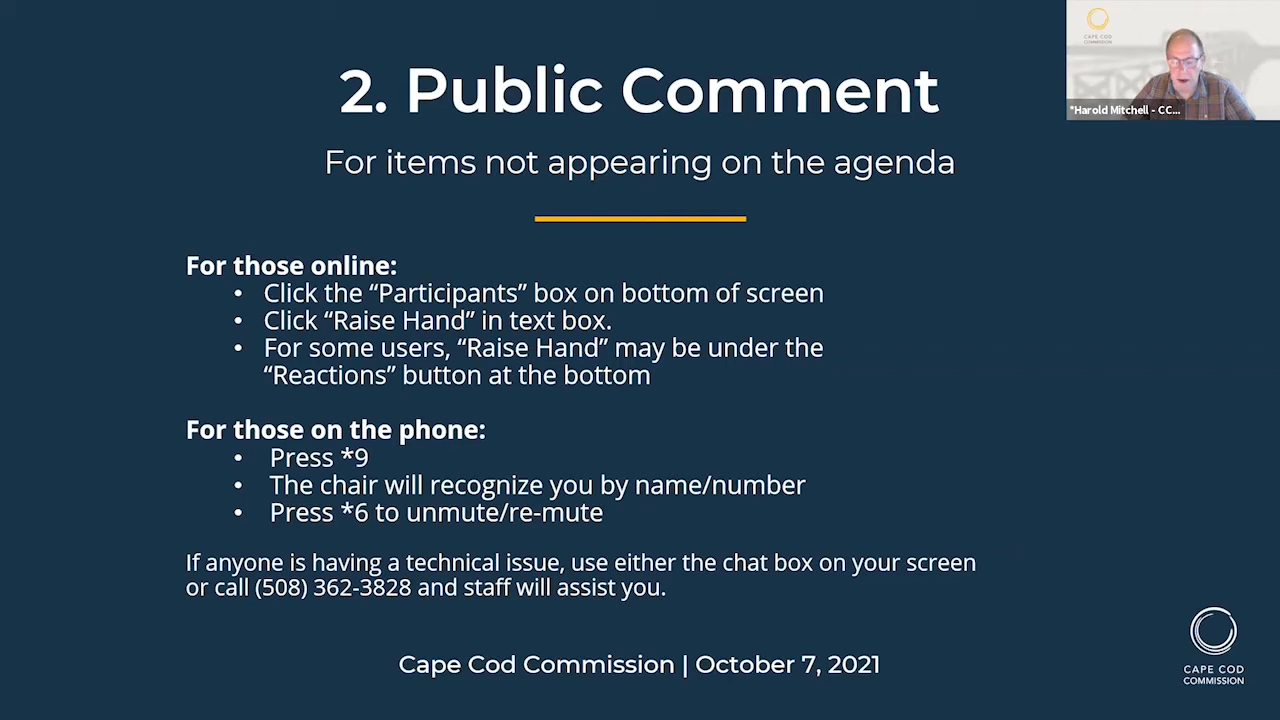 2. Public Comment
For items not appearing on the agenda
For those online:
• Click the “Participants” box on bottom of screen
• Click “Raise Hand” in text box.
• For some users, “Raise Hand” may be under the
“Reactions” button at the bottom
For those on the phone:
• Press *9
• The chair will recognize you by name/number
• Press *6 to unmute/re-mute
If anyone is having a technical issue, use either the chat box on your screen
or call (508) 362-3828 and staff will assist you.
Cape Cod Commission | October 7, 2021
CAPE COD
COMMISSION
CAPE COD
COMMISSION
*Harold Mitchell - CC...